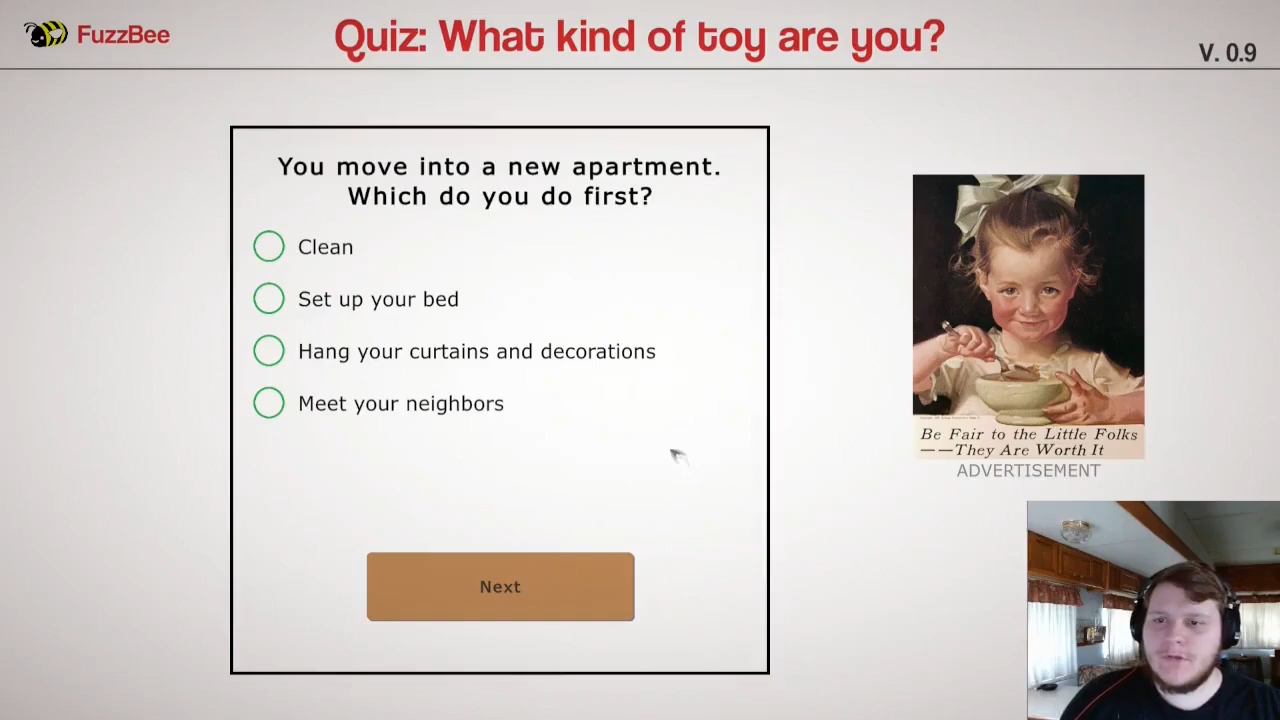 FuzzBee
Quiz: What kind of toy are you?
V. 0.9
You move into a new apartment.
Which do you do first?
Clean
Set up your bed
Hang your curtains and decorations
Meet your neighbors
Next
Be Fair to the Little Folks
——They Are Worth It
ADVERTISEMENT